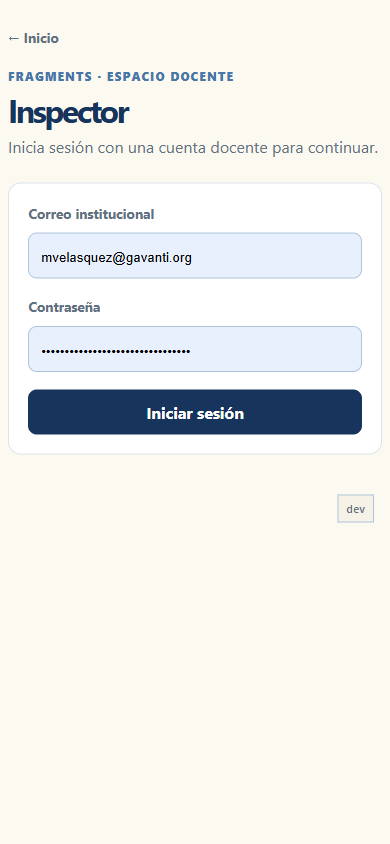 ← Inicio
FRAGMENTS · ESPACIO DOCENTE
Inspector
Inicia sesión con una cuenta docente para continuar.
Correo institucional
mvelasquez@gavanti.org
Contraseña
••••••••••••••••••••••••••••••••
Iniciar sesión
dev